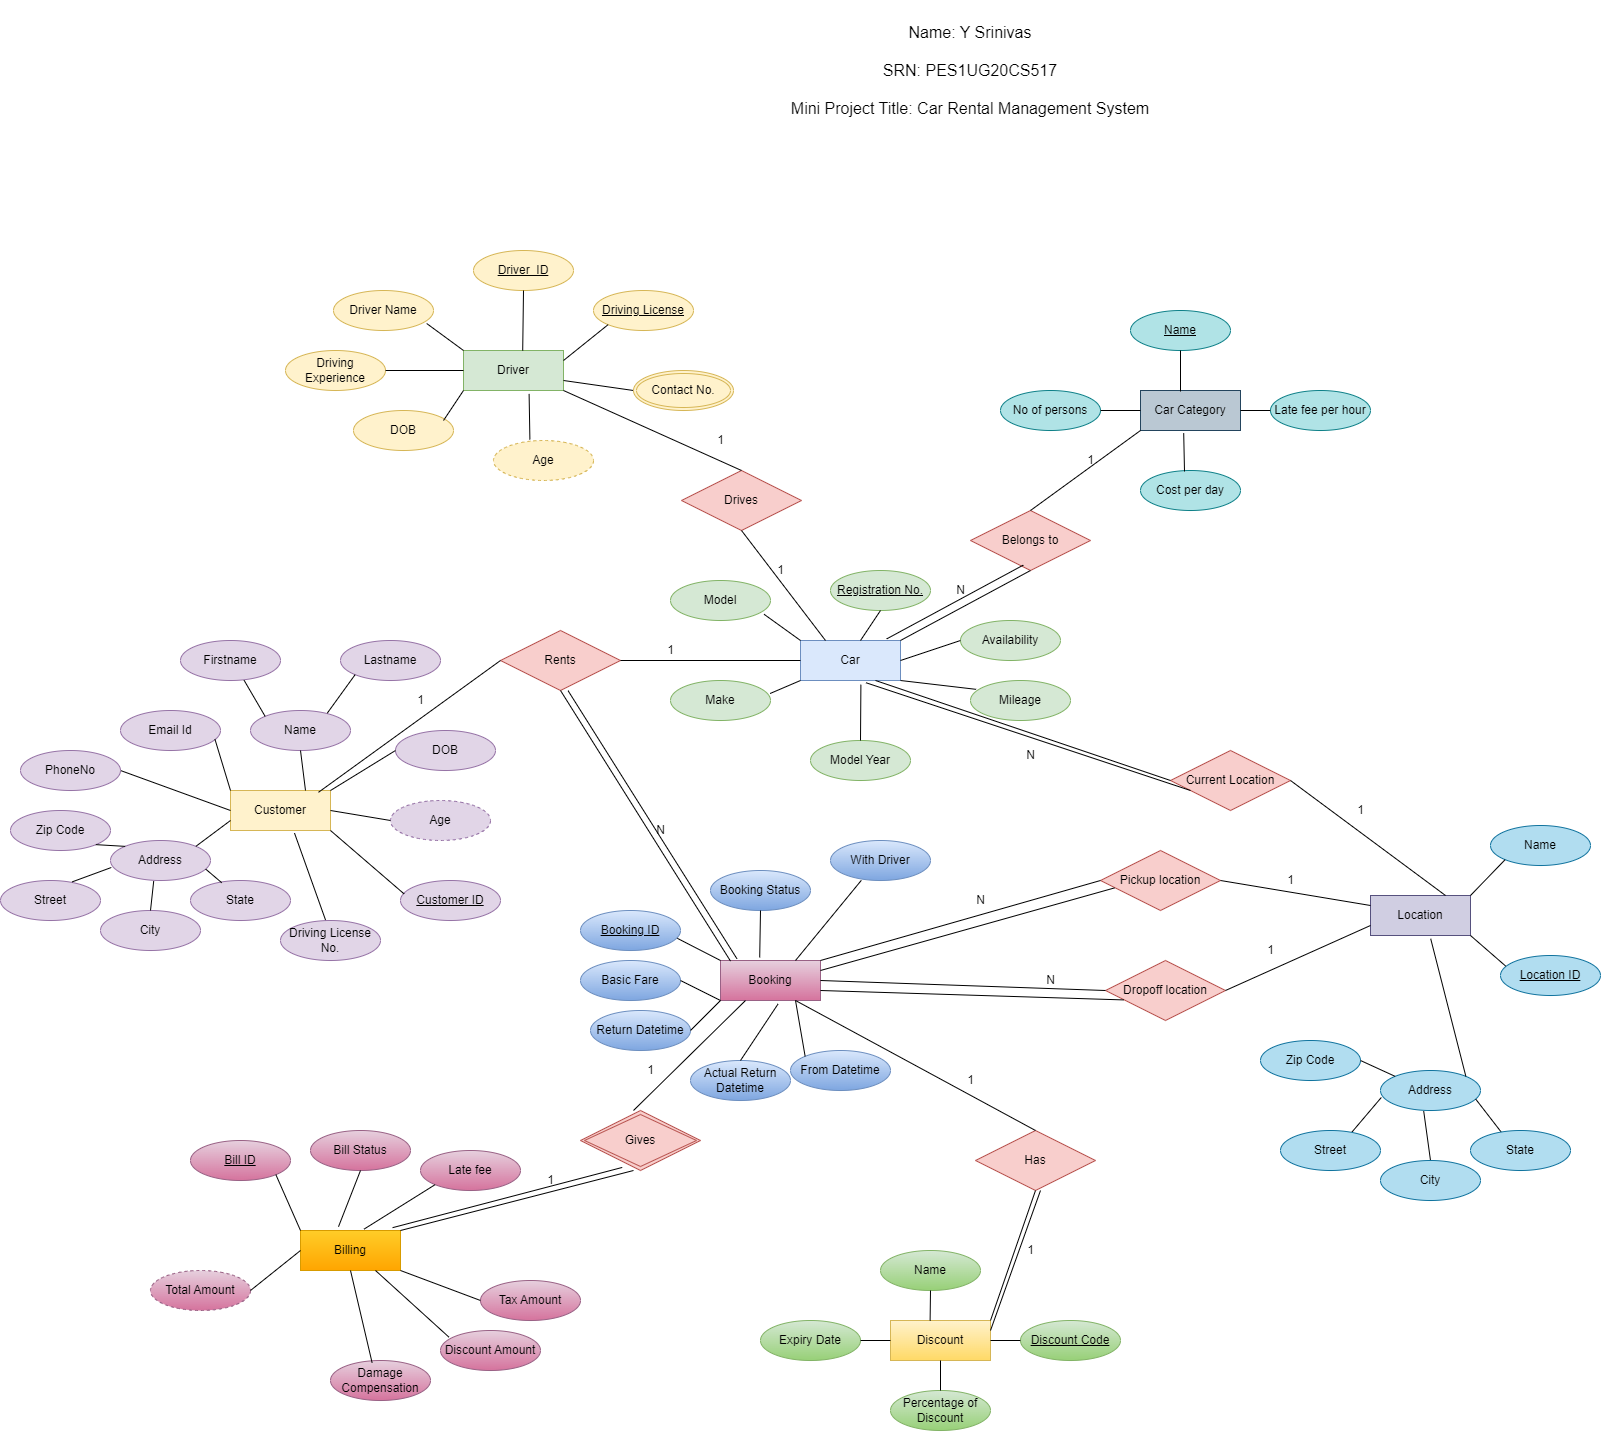 Name: Y Srinivas
SRN: PES1UG20CS517
Mini Project Title: Car Rental Management System
Driver_ID
Driver Name
Driving License
Driving
Experience
Driver
Contact No.
DOB
Age
1
Drives
1
Name
No of persons
Car Category
Late fee per hour
1
Cost per day
Belongs to
N
Model
Registration No.
Availability
Car
Make
Mileage
Model Year
Rents
1
1
N
Firstname
Lastname
Email Id
Name
DOB
PhoneNo
Customer
Age
Zip Code
Address
Street
State
City
Customer ID
Driving License
No.
N
Current Location
1
Name
Pickup location
N
1
Location
Location ID
Dropoff location
N
1
Zip Code
Address
Street
State
City
With Driver
Booking Status
Booking ID
Basic Fare
Booking
Return Datetime
Actual Return
Datetime
From Datetime
1
Gives
1
1
Has
1
Bill ID
Bill Status
Late fee
Billing
Total Amount
Tax Amount
Discount Amount
Damage
Compensation
Name
Expiry Date
Discount
Discount Code
Percentage of
Discount